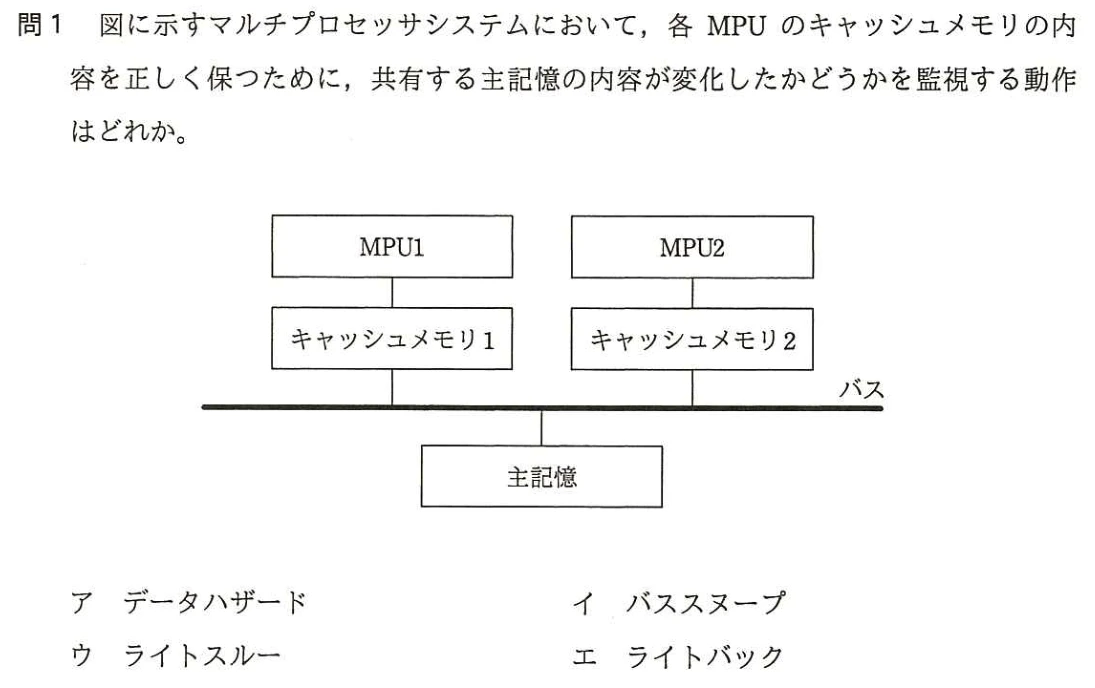 問1 図に示すマルチプロセッサシステムにおいて，各 MPU のキャッシュメモリの内
容を正しく保つために，共有する主記憶の内容が変化したかどうかを監視する動作
はどれか。
MPU1 MPU2
キャッシュメモリ1 キャッシュメモリ2
バス
主記憶
ア データハザード イ バススヌープ
ウ ライトスルー エ ライトバック